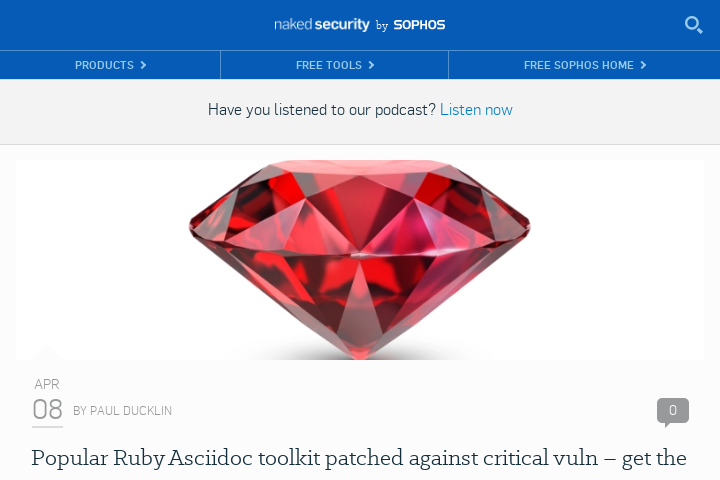 naked security by SOPHOS
PRODUCTS
FREE TOOLS
FREE SOPHOS HOME
Have you listened to our podcast? Listen now
APR
08
BY PAUL DUCKLIN
0
Popular Ruby Asciidoc toolkit patched against critical vuln – get the